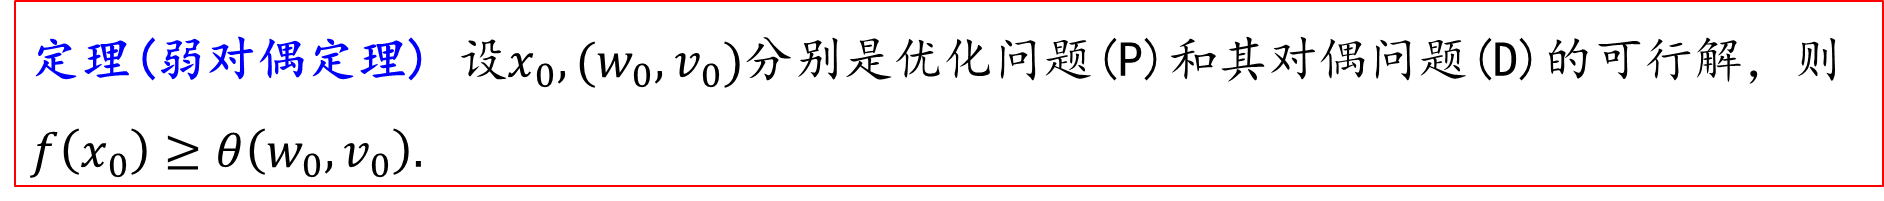 定理(弱对偶定理) 设x₀, (w₀, v₀)分别是优化问题(P)和其对偶问题(D)的可行解，则
f(x₀) ≥ θ(w₀, v₀).